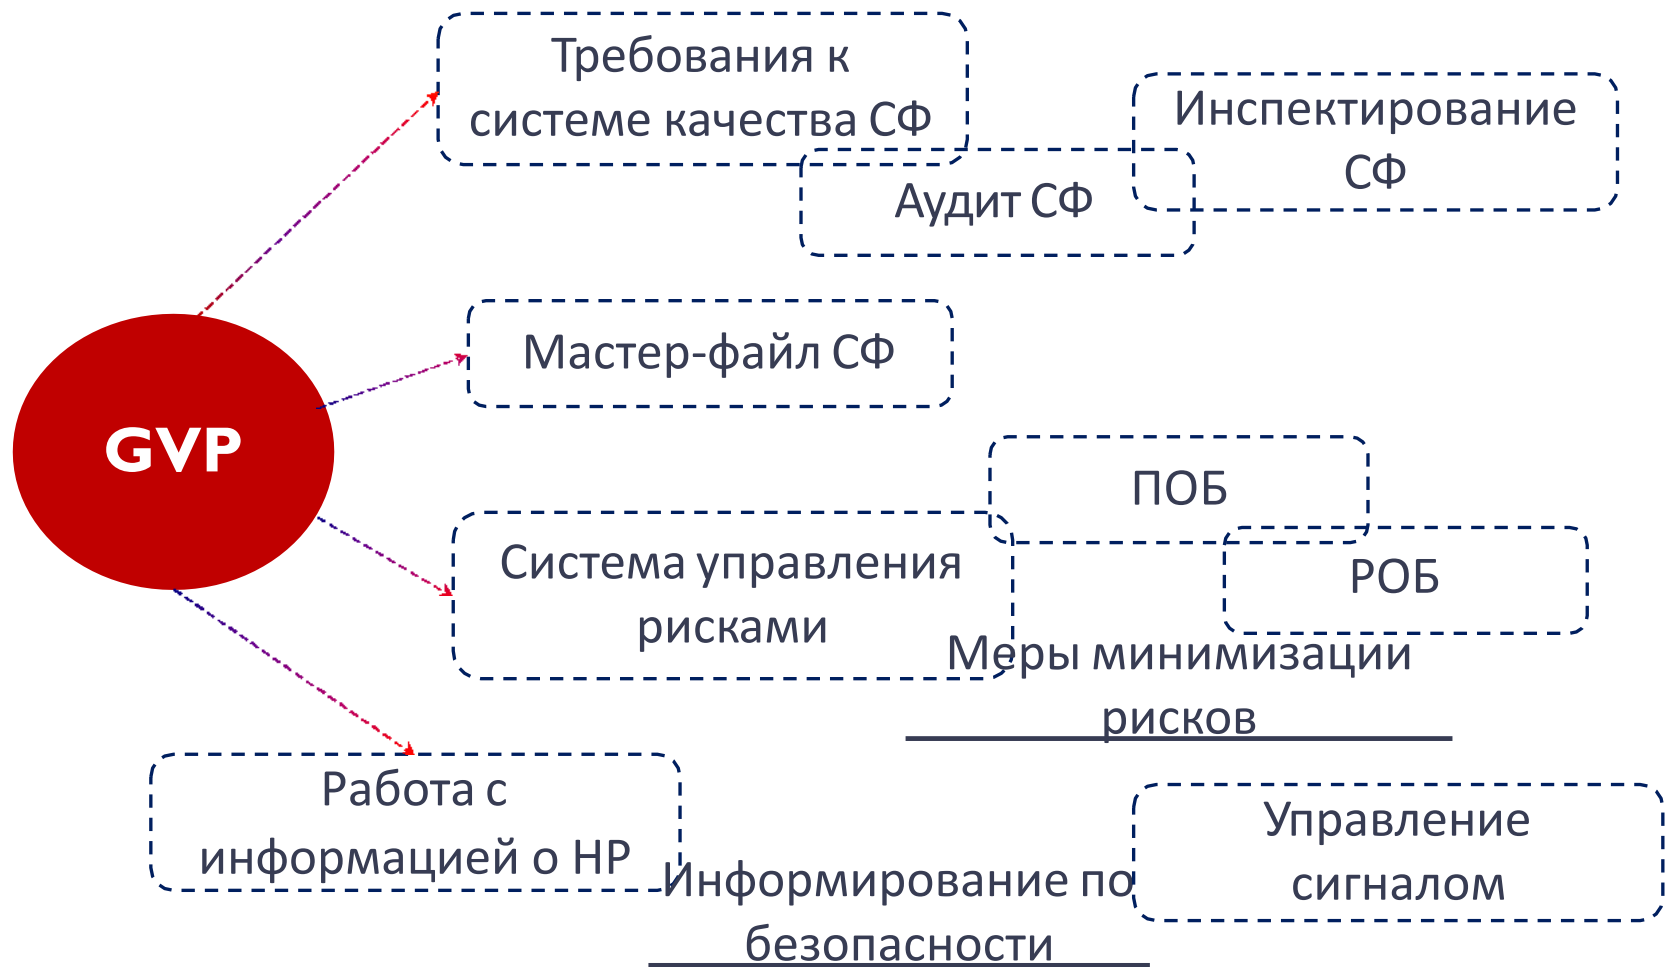 Требования к
системе качества СФ
Инспектирование
СФ
Аудит СФ
Мастер-файл СФ
GVP
ПОБ
Система управления
рисками
РОБ
Меры минимизации
рисков
Работа с
информацией о НР
Информирование по
безопасности
Управление
сигналом